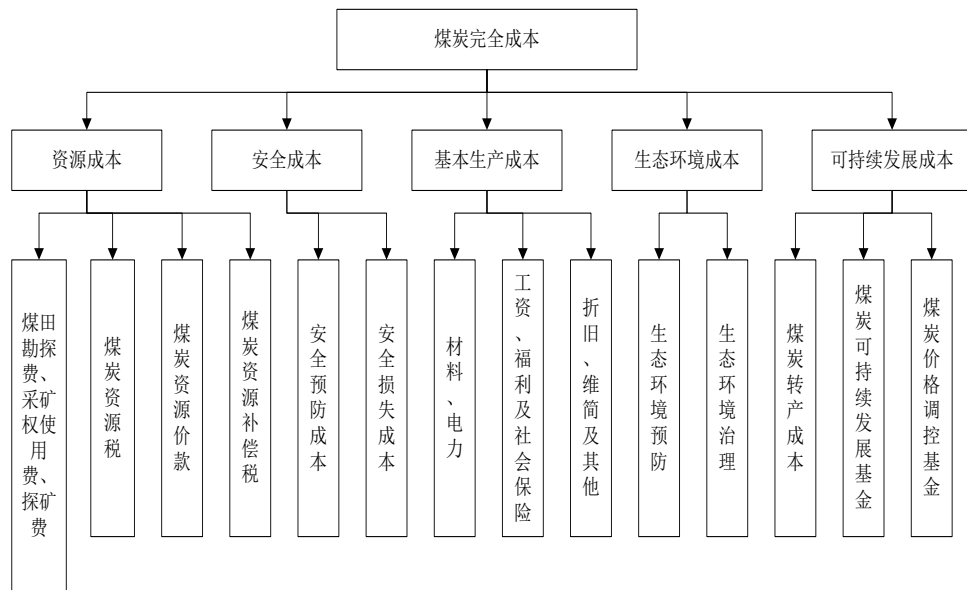 煤炭完全成本
资源成本
安全成本
基本生产成本
生态环境成本
可持续发展成本
煤田
勘探
费、
采矿
权使
用
费、
探矿
费
煤炭资源税
煤炭资源价款
煤炭资源补偿税
安全预防成本
安全损失成本
材料、电力
工资、福利及社会保险
折旧、维简及其他
生态环境预防
生态环境治理
煤炭转产成本
煤炭可持续发展基金
煤炭价格调控基金